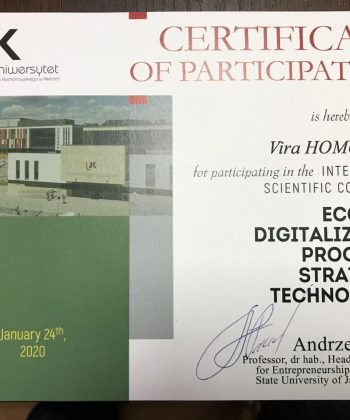 UK
niwersytet
CERTIFICA
OF PARTICIPAT
is hereb
Vira HOM
for participating in the INTE
SCIENTIFIC CO
ECO
DIGITALIZ
PROC
STRAT
TECHNO
January 24th,
2020
Andrze
Professor, dr hab., Head
for Entrepreneurship
State University of Ja